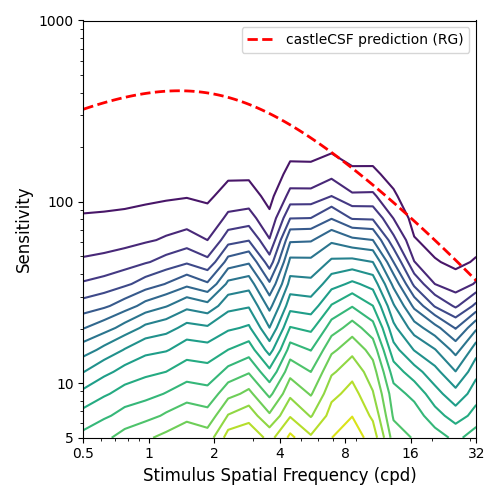 1000
castleCSF prediction (RG)
100
Sensitivity
10
5
0.5 1 2 4 8 16 32
Stimulus Spatial Frequency (cpd)